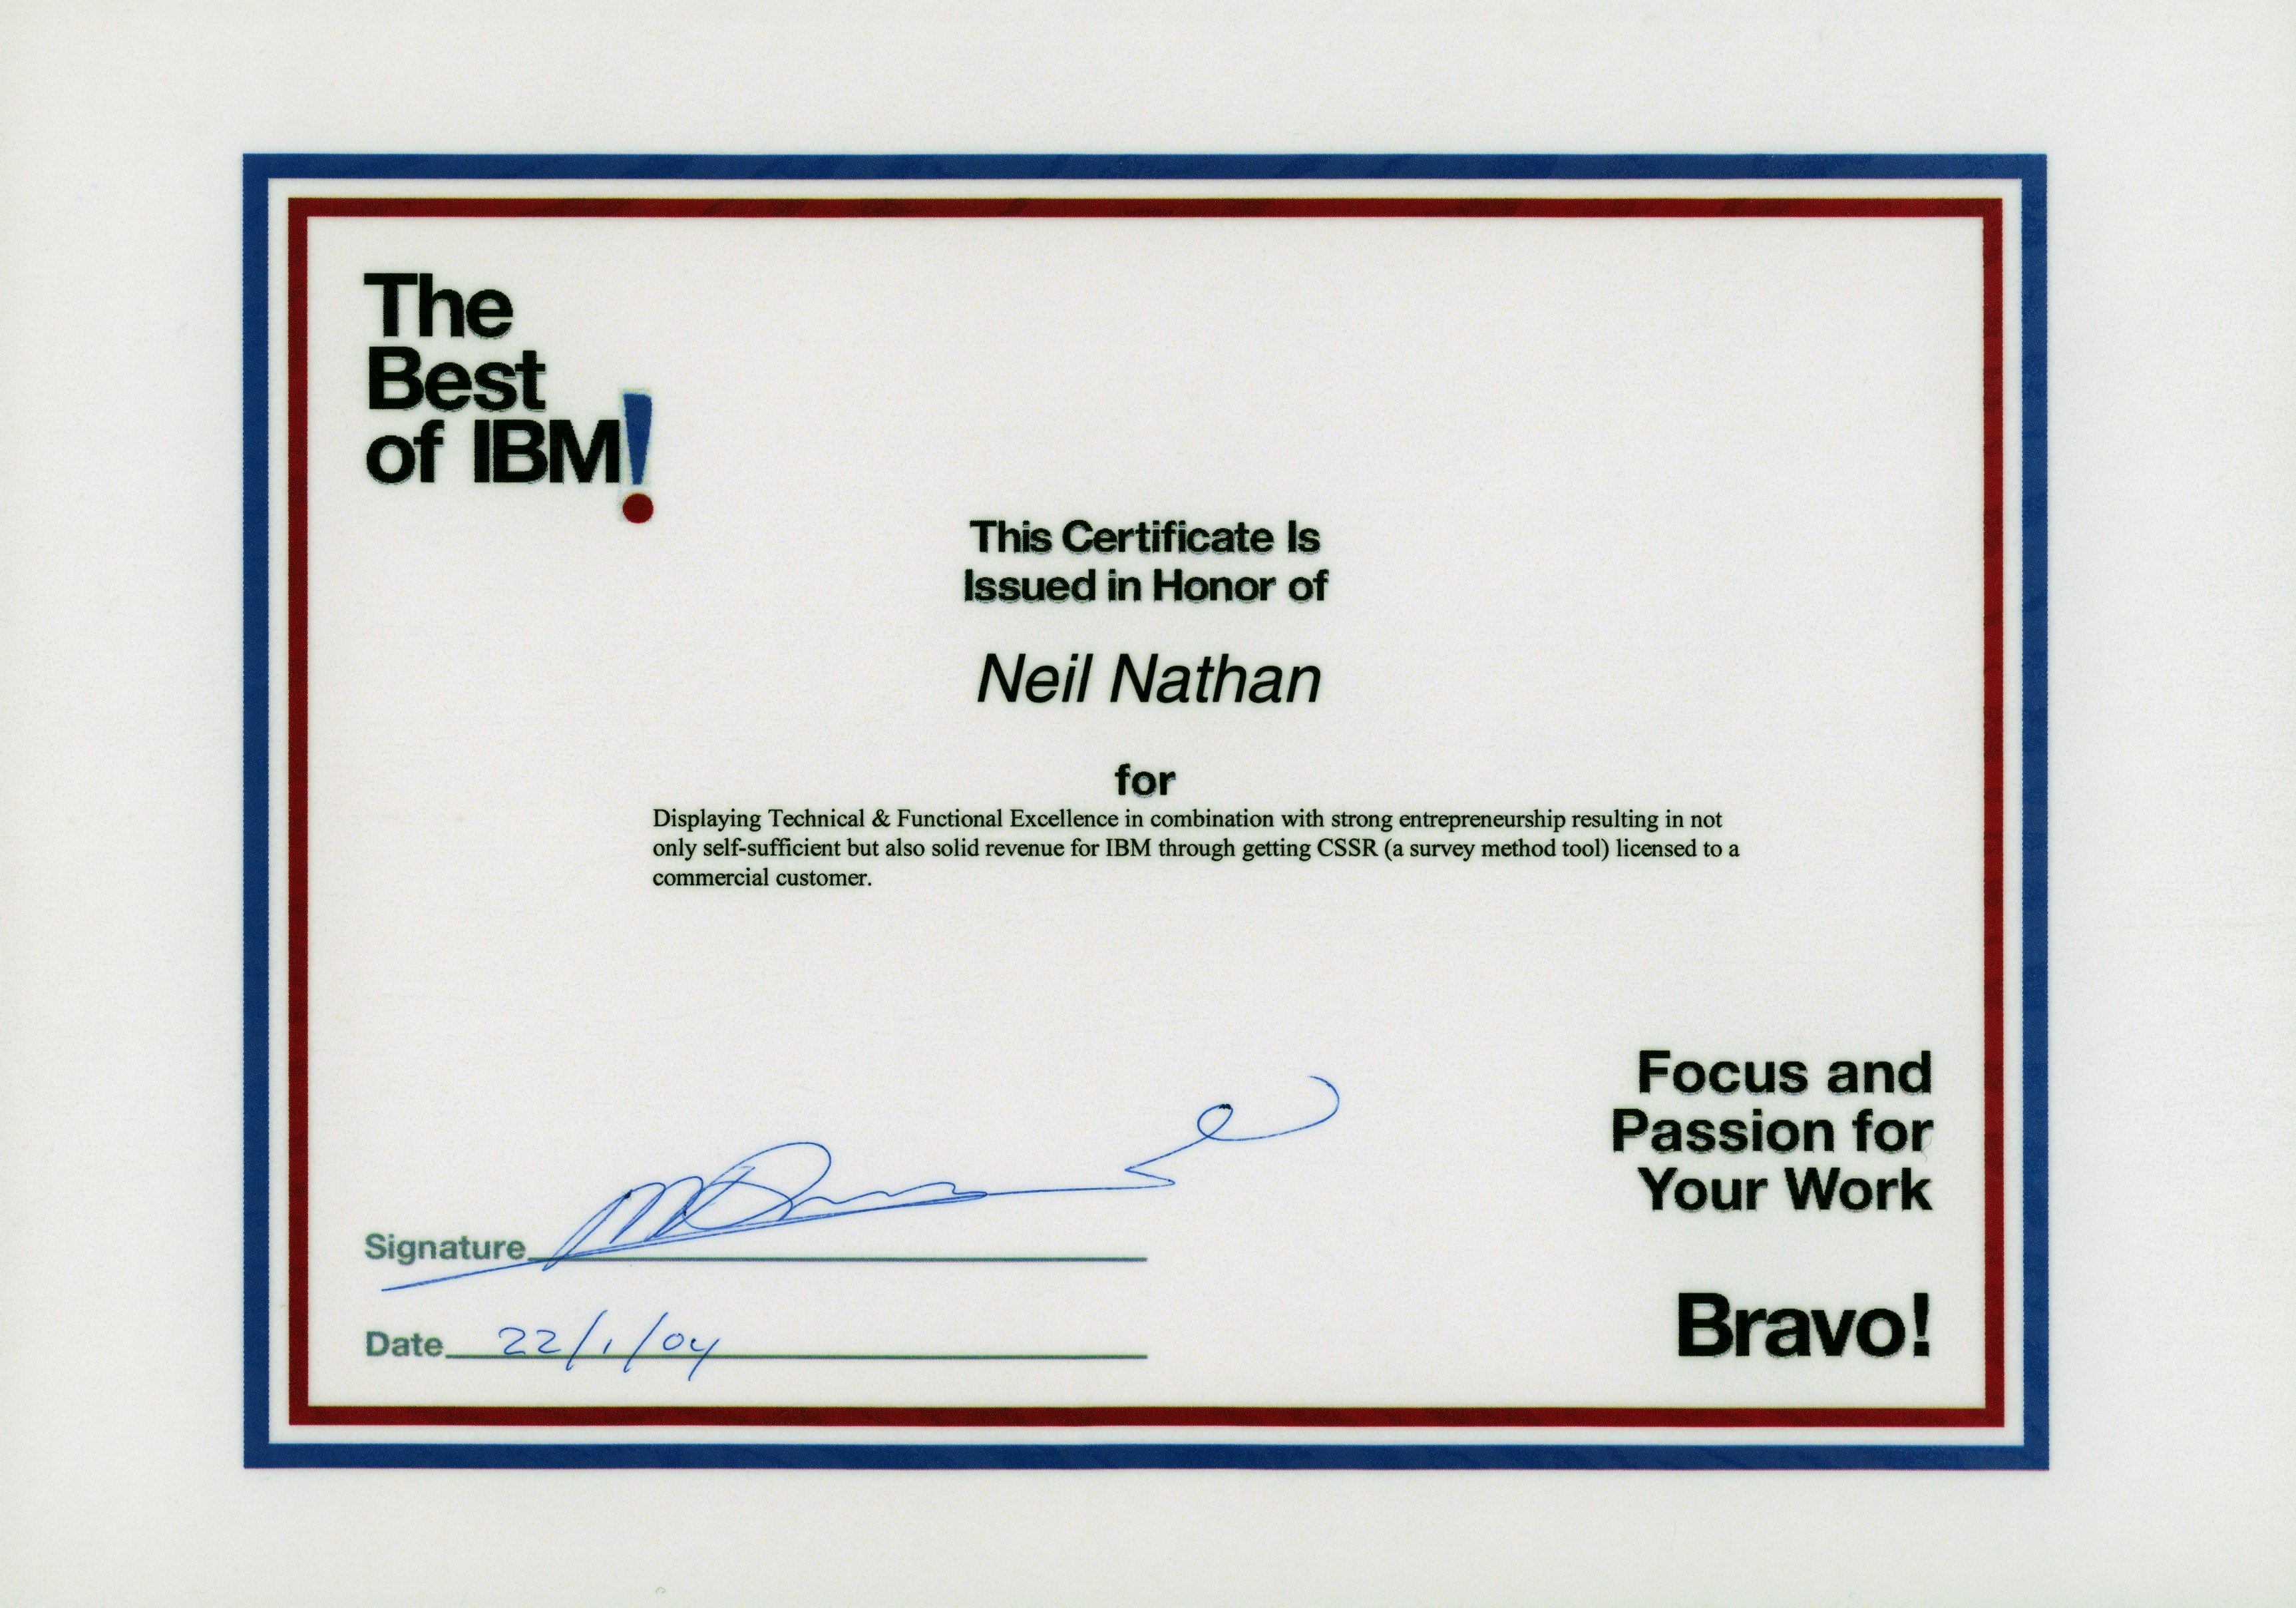 The
Best
of IBM!
This Certificate Is
Issued in Honor of
Neil Nathan
for
Displaying Technical & Functional Excellence in combination with strong entrepreneurship resulting in not
only self-sufficient but also solid revenue for IBM through getting CSSR (a survey method tool) licensed to a
commercial customer.
Focus and
Passion for
Your Work
Signature
Bravo!
Date 22/1/04